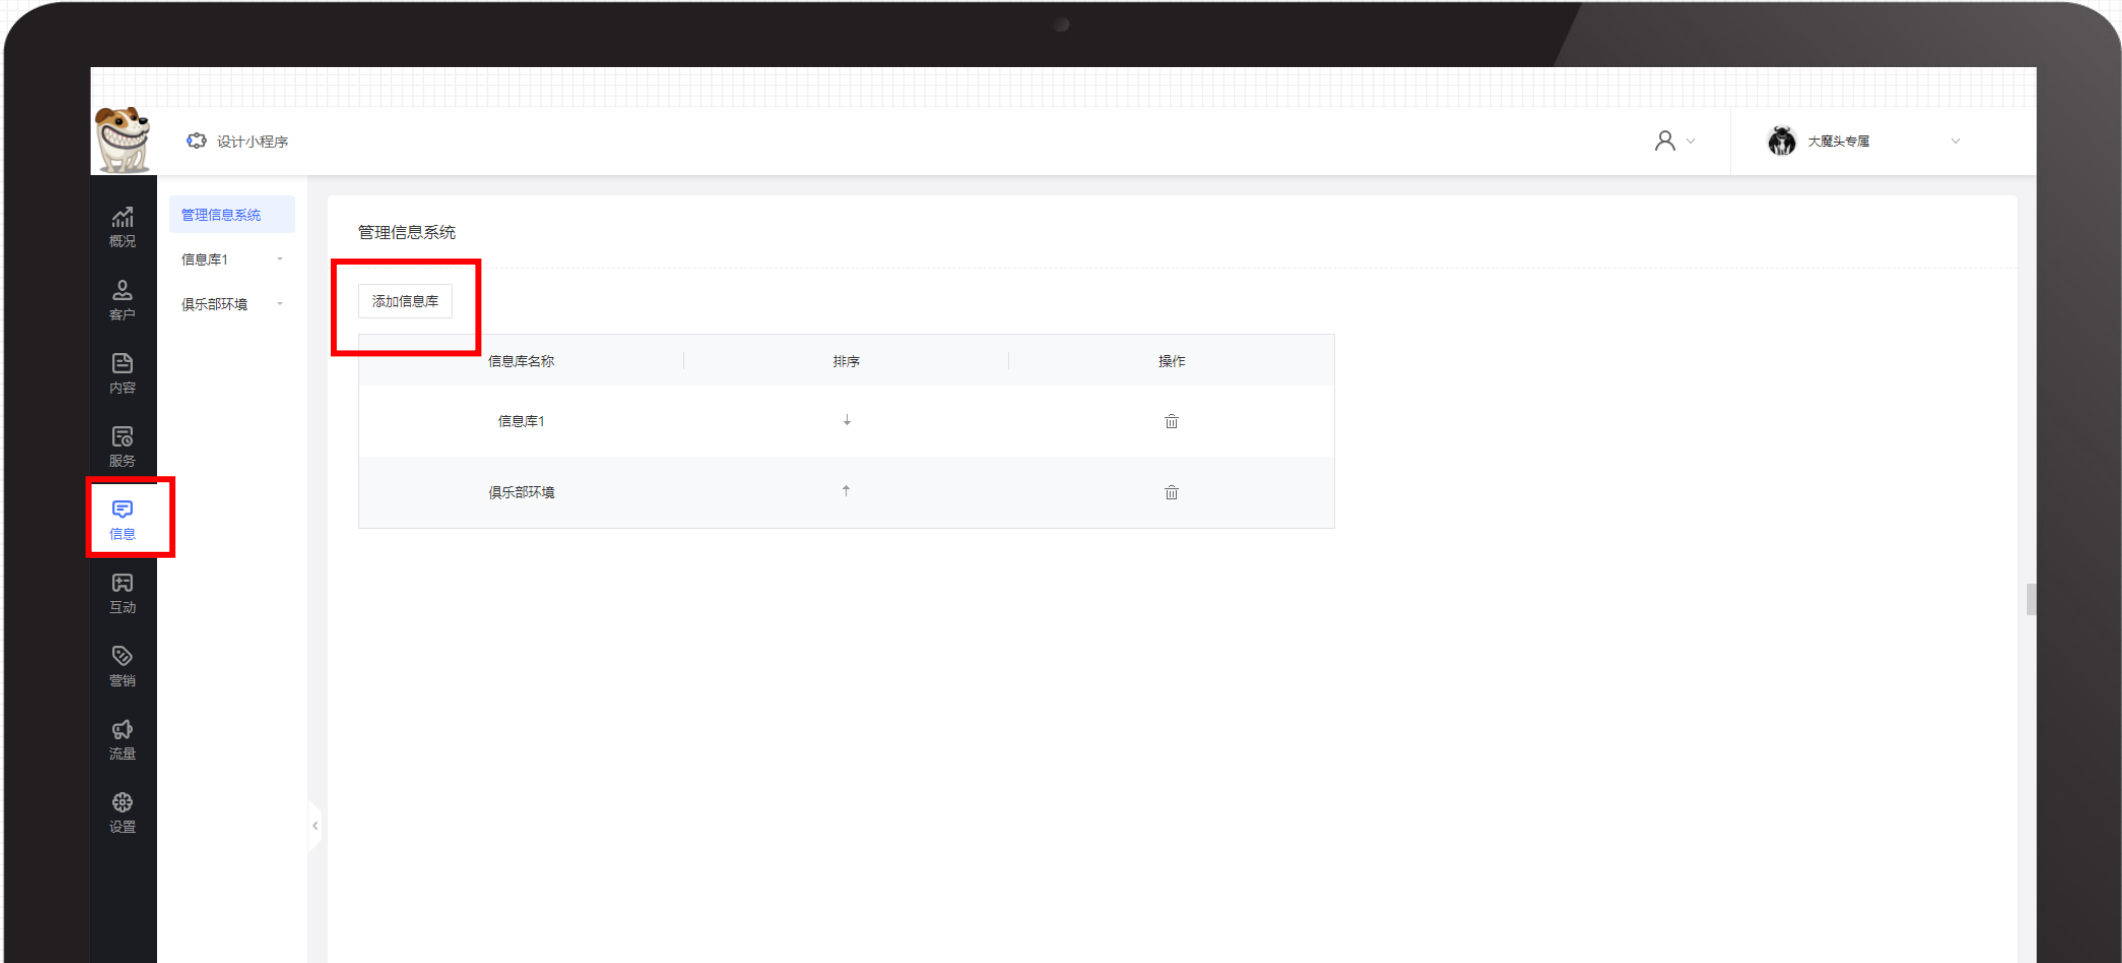 设计小程序
大魔头专属
概况
客户
内容
服务
信息
互动
营销
流量
设置
管理信息系统
信息库1
俱乐部环境
管理信息系统
添加信息库
信息库名称 排序 操作
信息库1
俱乐部环境